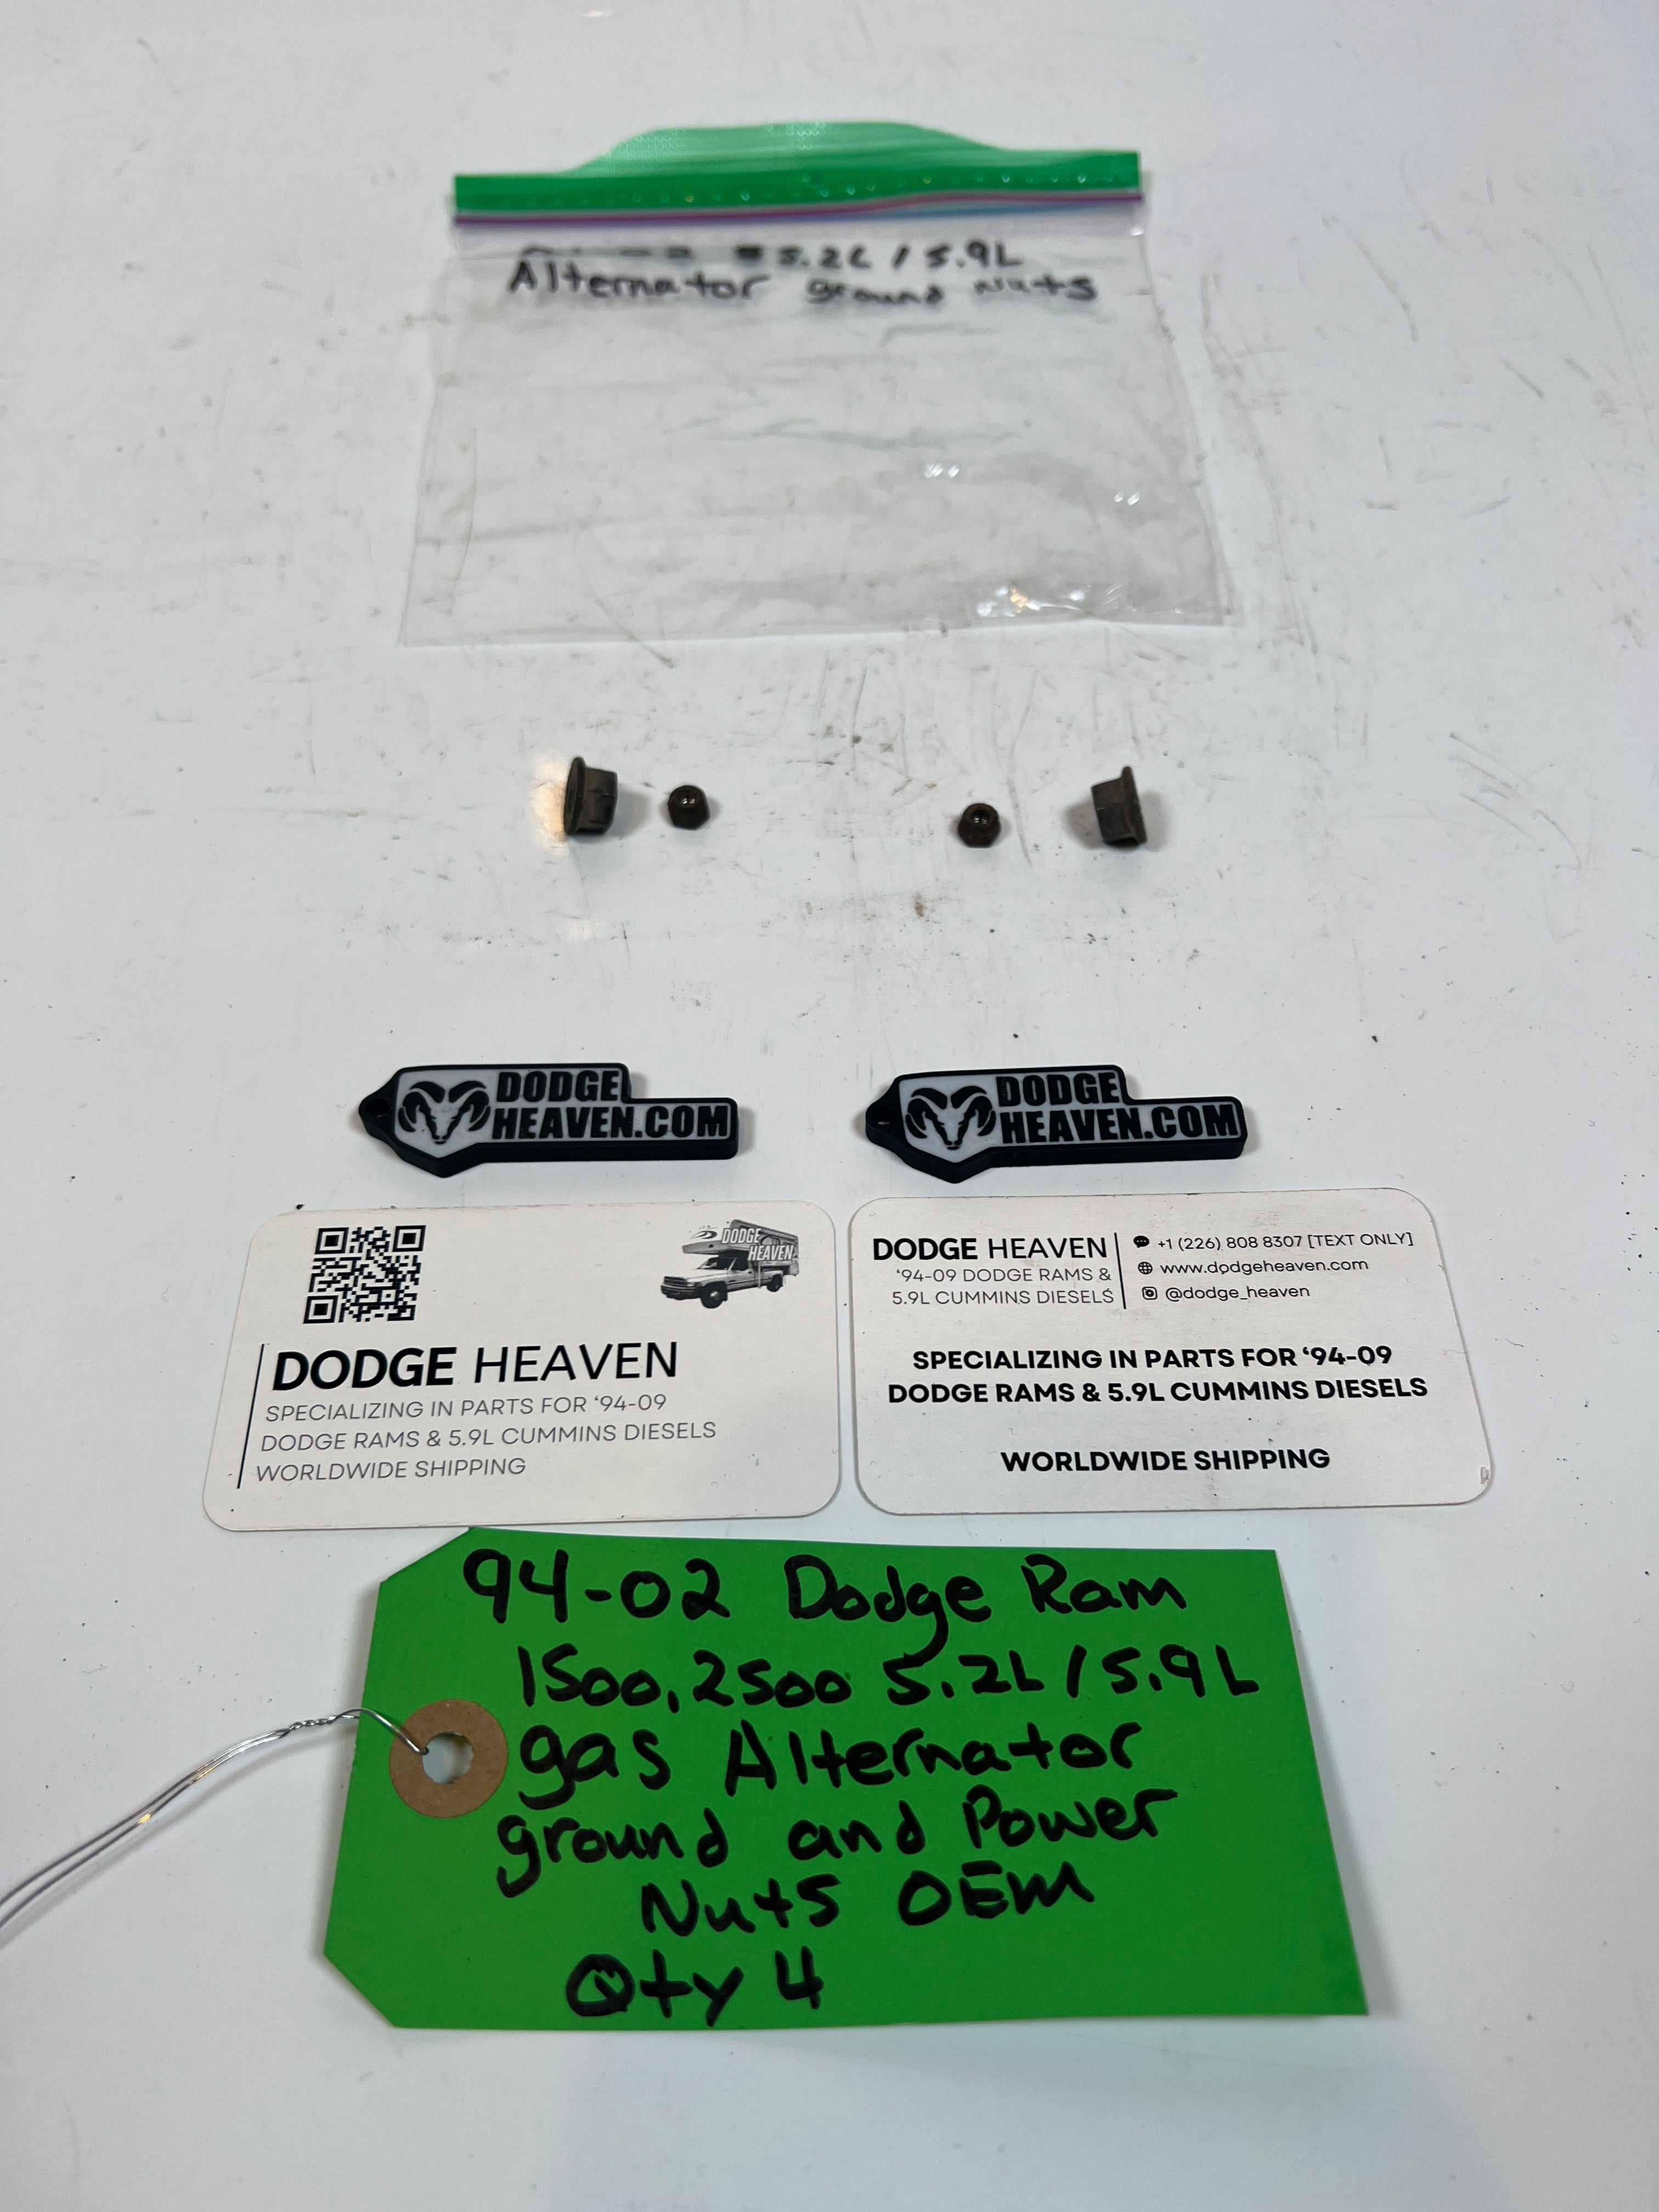 5.2L / 5.9L
Alternator ground Nuts
DODGE
HEAVEN.COM
DODGE
HEAVEN.COM
DODGE
HEAVEN
DODGE HEAVEN
SPECIALIZING IN PARTS FOR ‘94-09
DODGE RAMS & 5.9L CUMMINS DIESELS
WORLDWIDE SHIPPING
DODGE HEAVEN
‘94-09 DODGE RAMS &
5.9L CUMMINS DIESELS
+1 (226) 808 8307 [TEXT ONLY]
www.dodgeheaven.com
@dodge_heaven
SPECIALIZING IN PARTS FOR ‘94-09
DODGE RAMS & 5.9L CUMMINS DIESELS
WORLDWIDE SHIPPING
94-02 Dodge Ram
1500, 2500 5.2L / 5.9L
gas Alternator
ground and Power
Nuts OEM
Qty 4